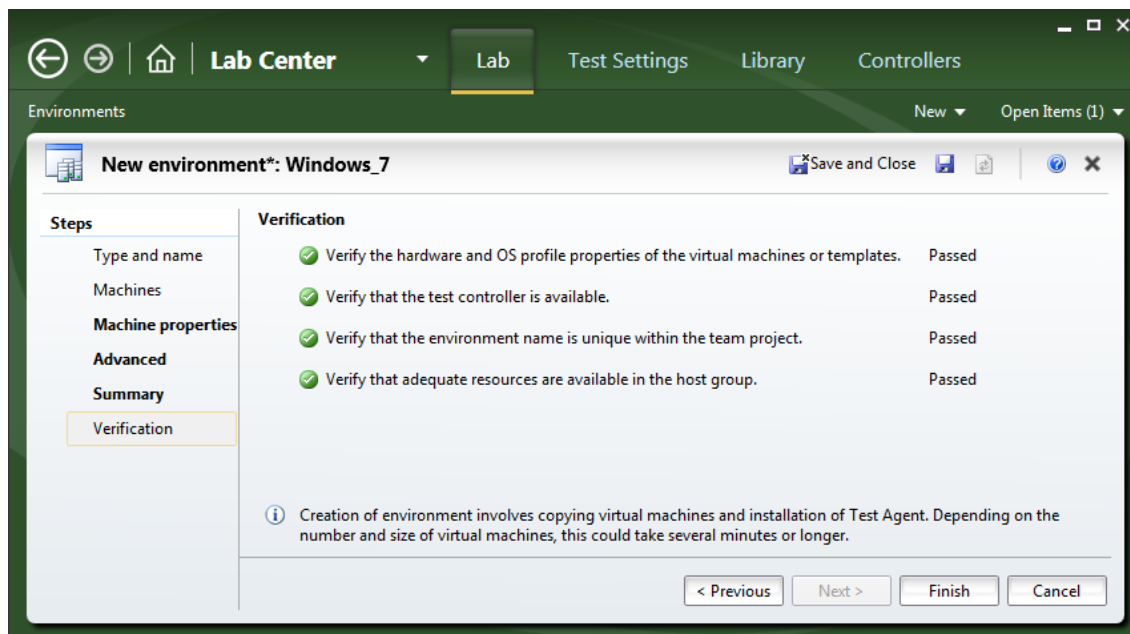 Lab Center
Lab
Test Settings
Library
Controllers
Environments
New
Open Items (1)
New environment*: Windows_7
Save and Close
Steps
Type and name
Machines
Machine properties
Advanced
Summary
Verification
Verification
Verify the hardware and OS profile properties of the virtual machines or templates. Passed
Verify that the test controller is available. Passed
Verify that the environment name is unique within the team project. Passed
Verify that adequate resources are available in the host group. Passed
Creation of environment involves copying virtual machines and installation of Test Agent. Depending on the
number and size of virtual machines, this could take several minutes or longer.
< Previous
Next >
Finish
Cancel